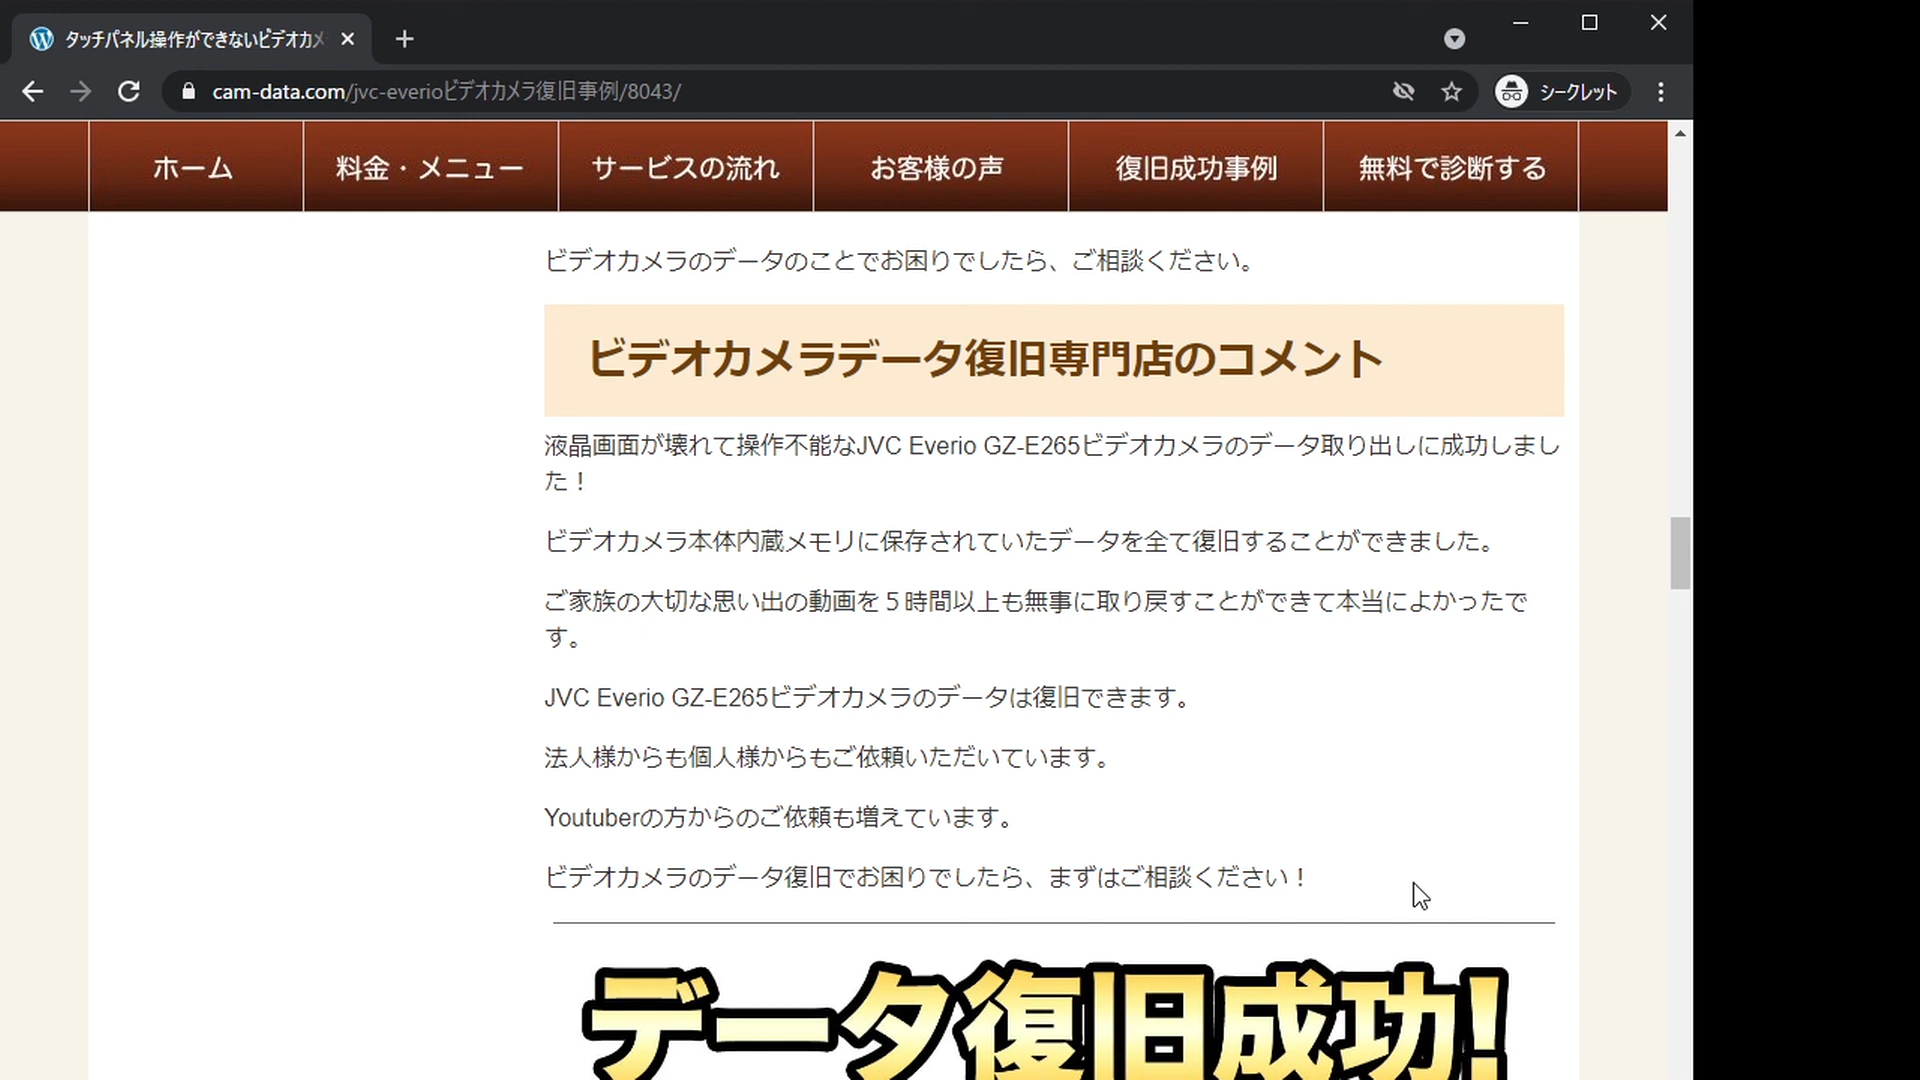 タッチパネル操作ができないビデオカメ
cam-data.com/jvc-everioビデオカメラ復旧事例/8043/
シークレット
ホーム
料金・メニュー
サービスの流れ
お客様の声
復旧成功事例
無料で診断する
ビデオカメラのデータのことでお困りでしたら、ご相談ください。
ビデオカメラデータ復旧専門店のコメント
液晶画面が壊れて操作不能なJVC Everio GZ-E265ビデオカメラのデータ取り出しに成功しまし
た！
ビデオカメラ本体内蔵メモリに保存されていたデータを全て復旧することができました。
ご家族の大切な思い出の動画を５時間以上も無事に取り戻すことができて本当によかったで
す。
JVC Everio GZ-E265ビデオカメラのデータは復旧できます。
法人様からも個人様からもご依頼いただいています。
Youtuberの方からのご依頼も増えています。
ビデオカメラのデータ復旧でお困りでしたら、まずはご相談ください！
データ復旧成功!